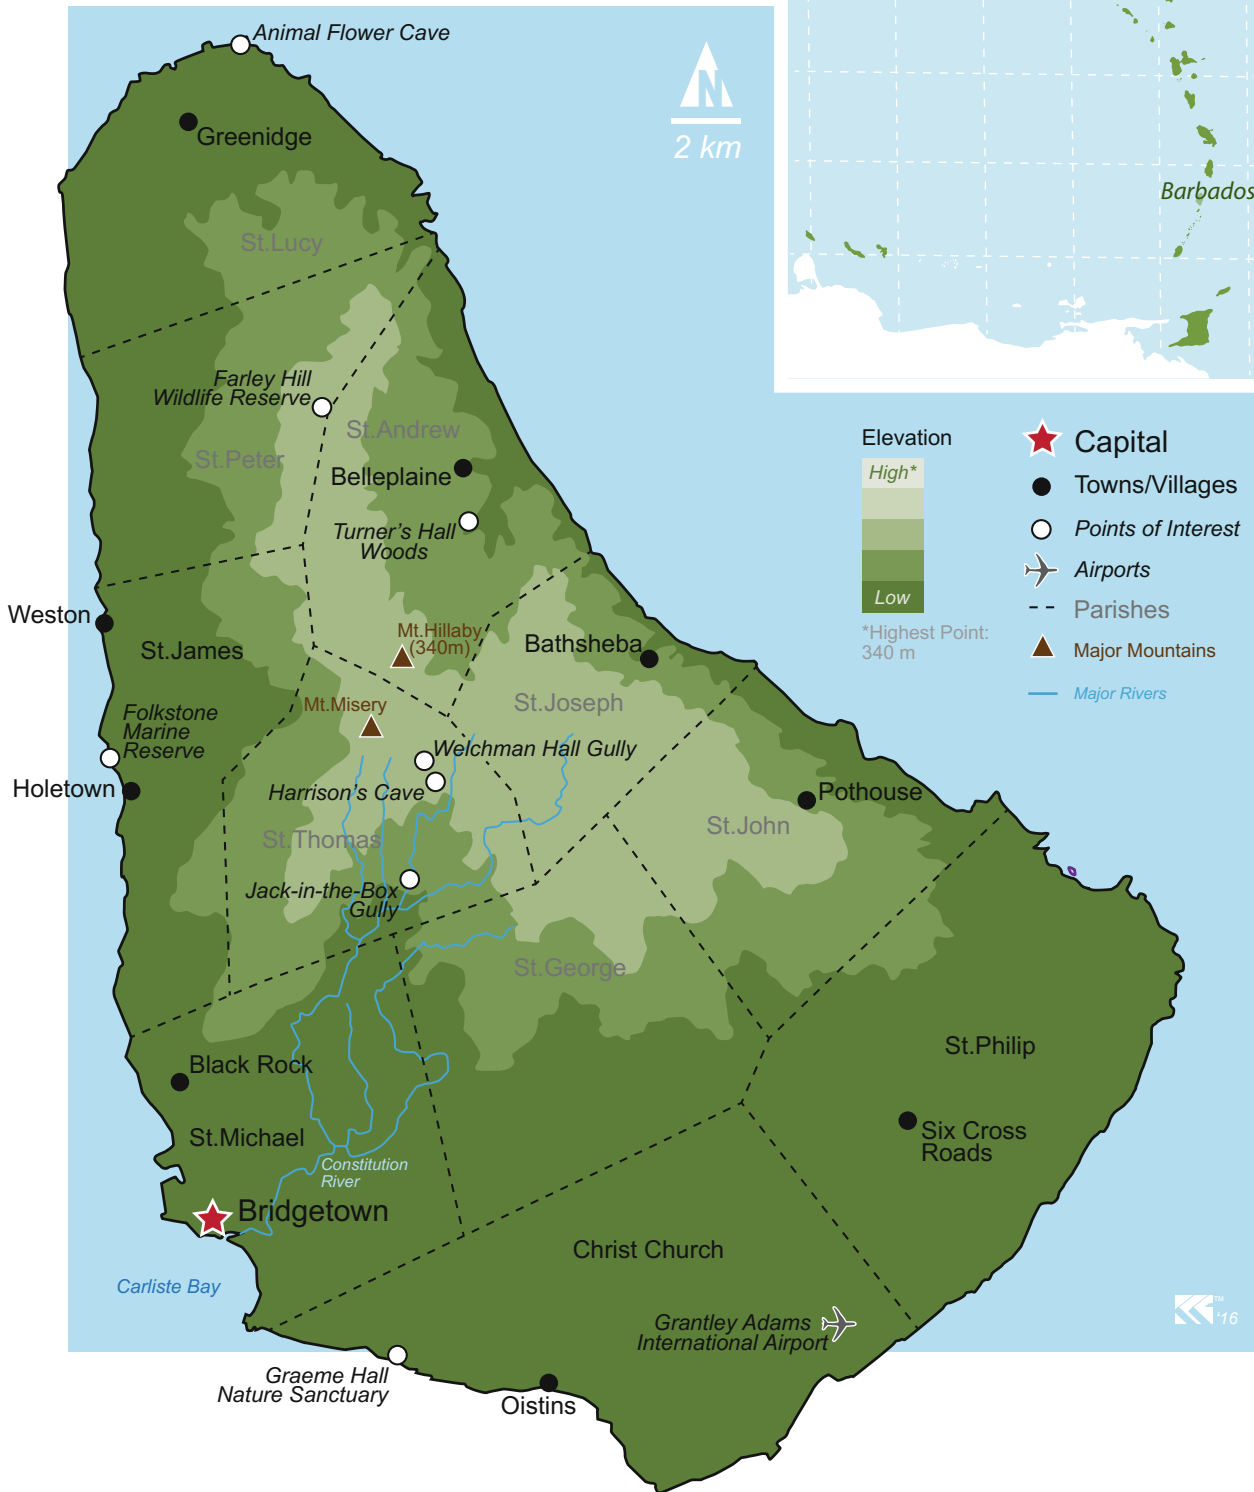 Animal Flower Cave
N
2 km
Barbados
Greenidge
St.Lucy
Farley Hill
Wildlife Reserve
St.Andrew
St.Peter
Belleplaine
Turner's Hall
Woods
Elevation
High*
Low
*Highest Point:
340 m
Capital
Towns/Villages
Points of Interest
Airports
Parishes
Major Mountains
Major Rivers
Weston
St.James
Mt.Hillaby
(340m)
Bathsheba
St.Joseph
Mt.Misery
Folkstone
Marine
Reserve
Welchman Hall Gully
Holetown
Harrison's Cave
Pothouse
St.John
St.Thomas
Jack-in-the-Box
Gully
St.George
St.Philip
Black Rock
St.Michael
Six Cross
Roads
Constitution
River
Bridgetown
Christ Church
Carliste Bay
Grantley Adams
International Airport
TM
'16
Graeme Hall
Nature Sanctuary
Oistins